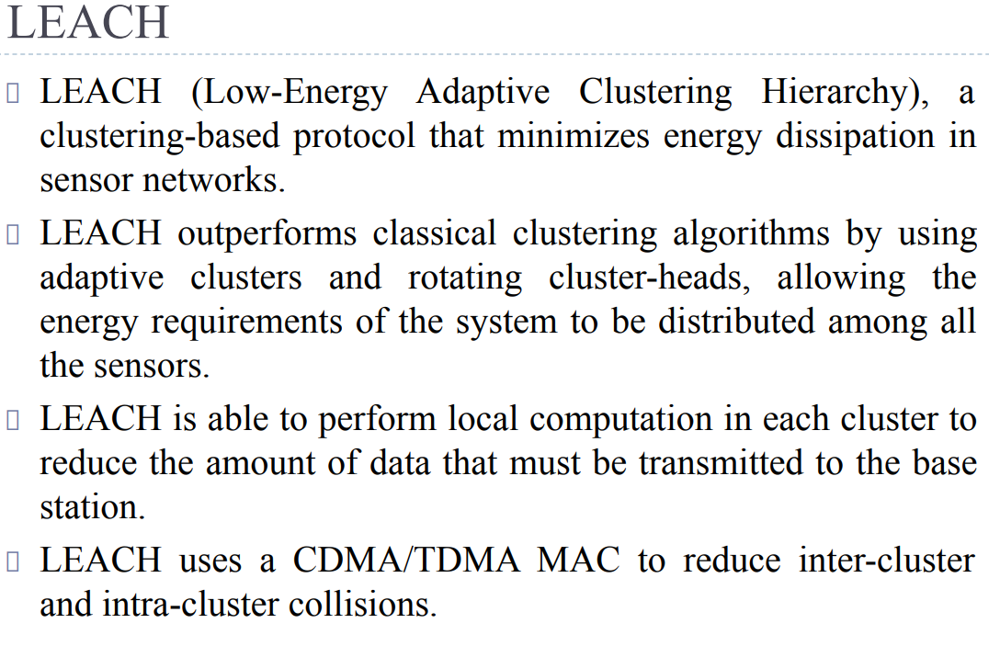 LEACH
LEACH (Low-Energy Adaptive Clustering Hierarchy), a
clustering-based protocol that minimizes energy dissipation in
sensor networks.
LEACH outperforms classical clustering algorithms by using
adaptive clusters and rotating cluster-heads, allowing the
energy requirements of the system to be distributed among all
the sensors.
LEACH is able to perform local computation in each cluster to
reduce the amount of data that must be transmitted to the base
station.
LEACH uses a CDMA/TDMA MAC to reduce inter-cluster
and intra-cluster collisions.